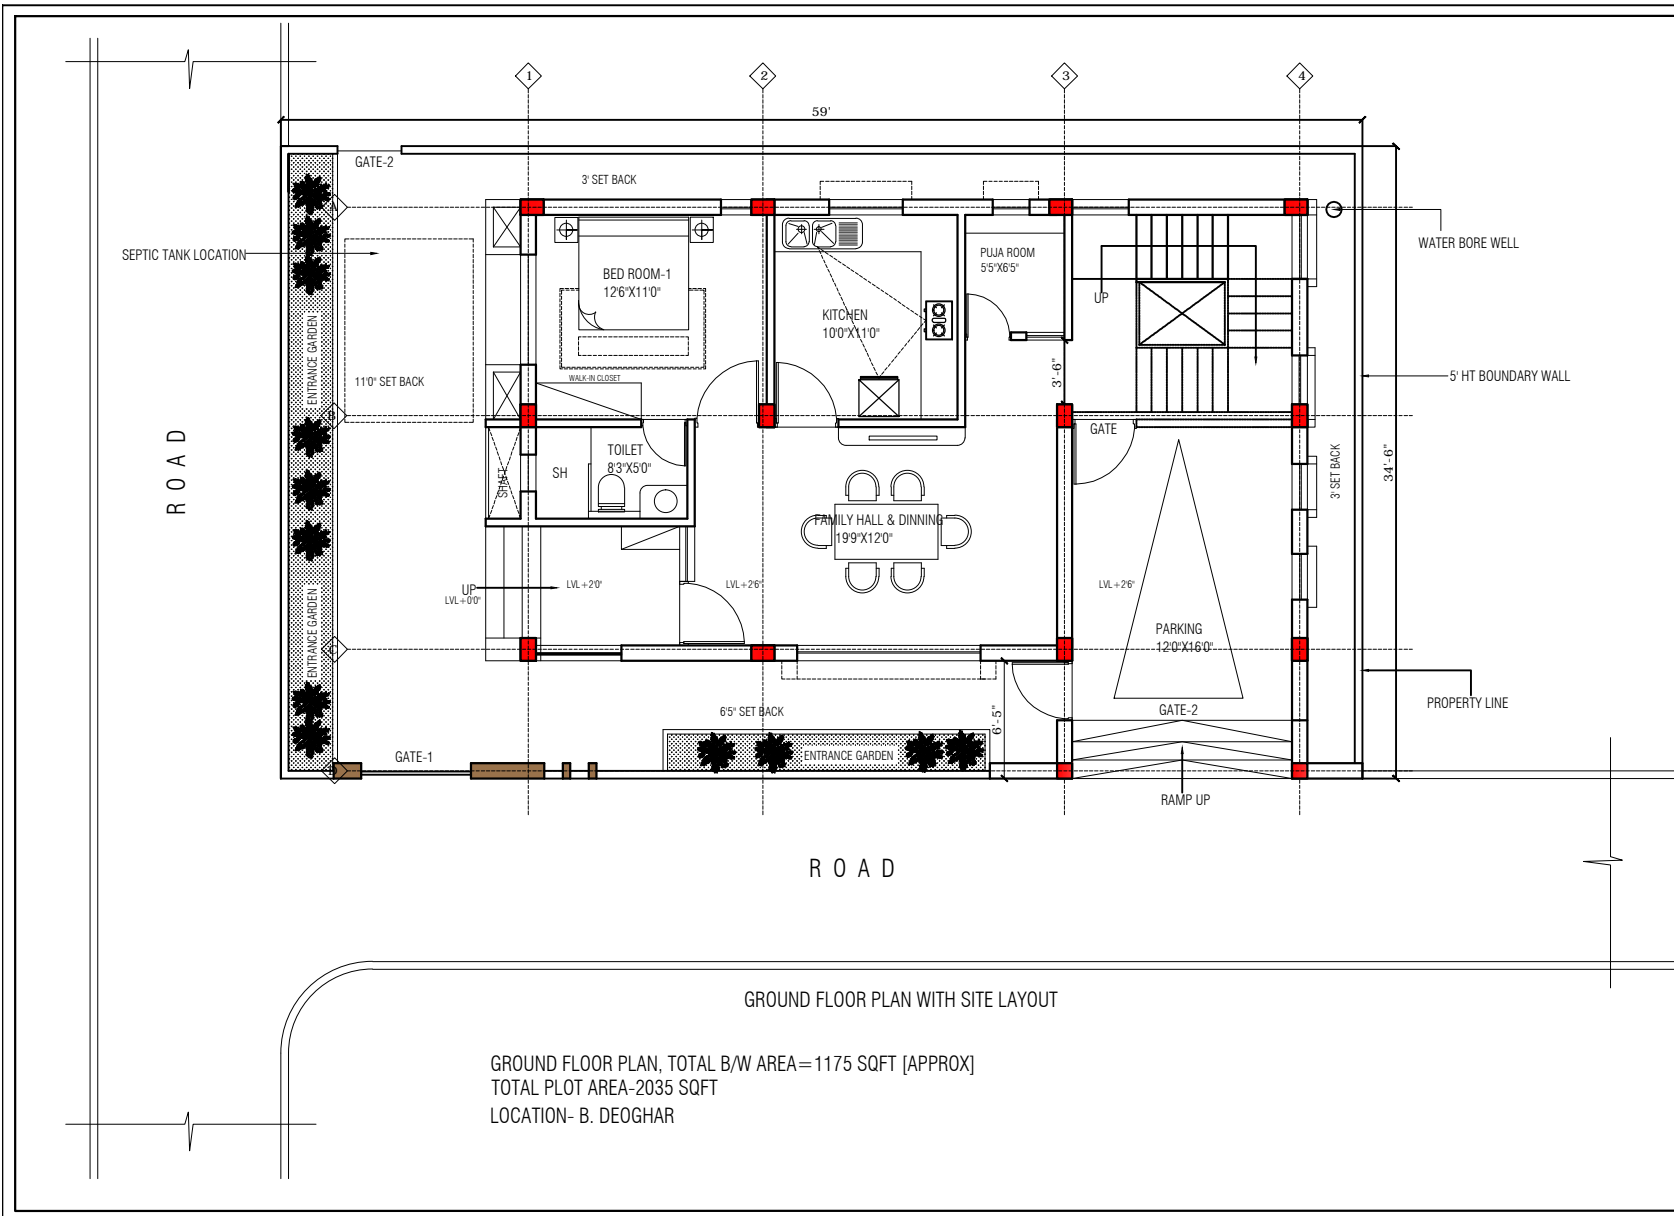 1
2
3
4
59'
GATE-2
3' SET BACK
A
SEPTIC TANK LOCATION
WATER BORE WELL
BED ROOM-1
12'6"X11'0"
PUJA ROOM
5'5"X6'5"
KITCHEN
10'0"X11'0"
UP
ENTRANCE GARDEN
11'0" SET BACK
WALK-IN CLOSET
3'-6"
5' HT BOUNDARY WALL
B
GATE
ROAD
SHAFT
SH
TOILET
8'3"X5'0"
3' SET BACK
34'-6"
FAMILY HALL & DINNING
19'9"X12'0"
UP
LVL+0'0"
LVL+2'0"
LVL+2'6"
LVL+2'6"
ENTRANCE GARDEN
C
PARKING
12'0"X16'0"
PROPERTY LINE
6'5" SET BACK
6'-5"
GATE-2
GATE-1
ENTRANCE GARDEN
D
RAMP UP
ROAD
GROUND FLOOR PLAN WITH SITE LAYOUT
GROUND FLOOR PLAN, TOTAL B/W AREA=1175 SQFT [APPROX]
TOTAL PLOT AREA-2035 SQFT
LOCATION- B. DEOGHAR